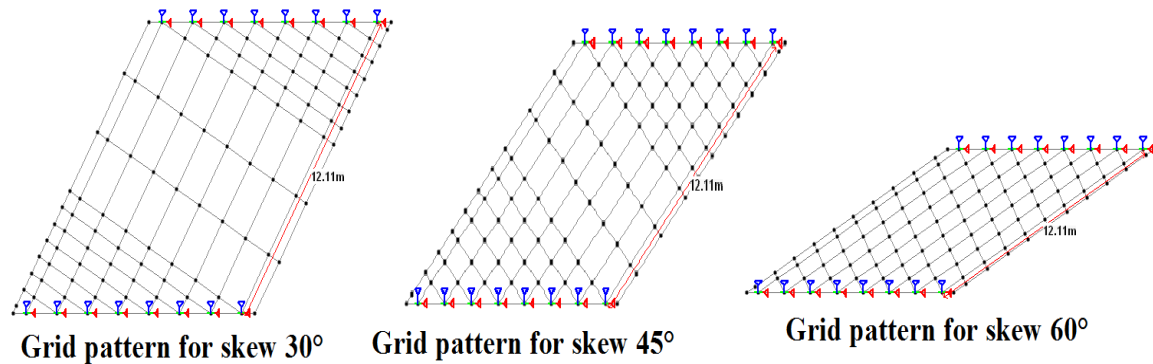 12.11m
12.11m
12.11m
Grid pattern for skew 30°
Grid pattern for skew 45°
Grid pattern for skew 60°